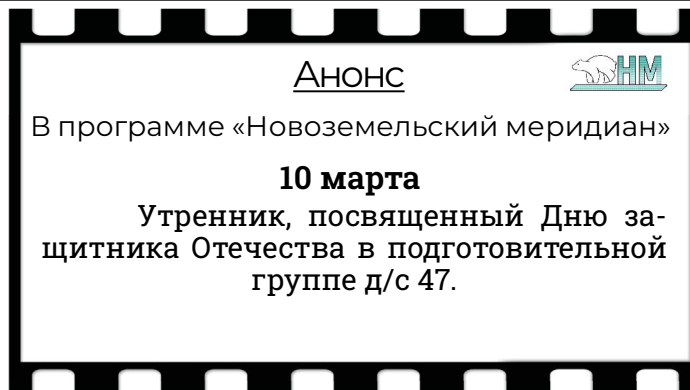 Анонс
НМ
В программе «Новоземельский меридиан»
10 марта
Утренник, посвященный Дню за-
щитника Отечества в подготовительной
группе д/с 47.